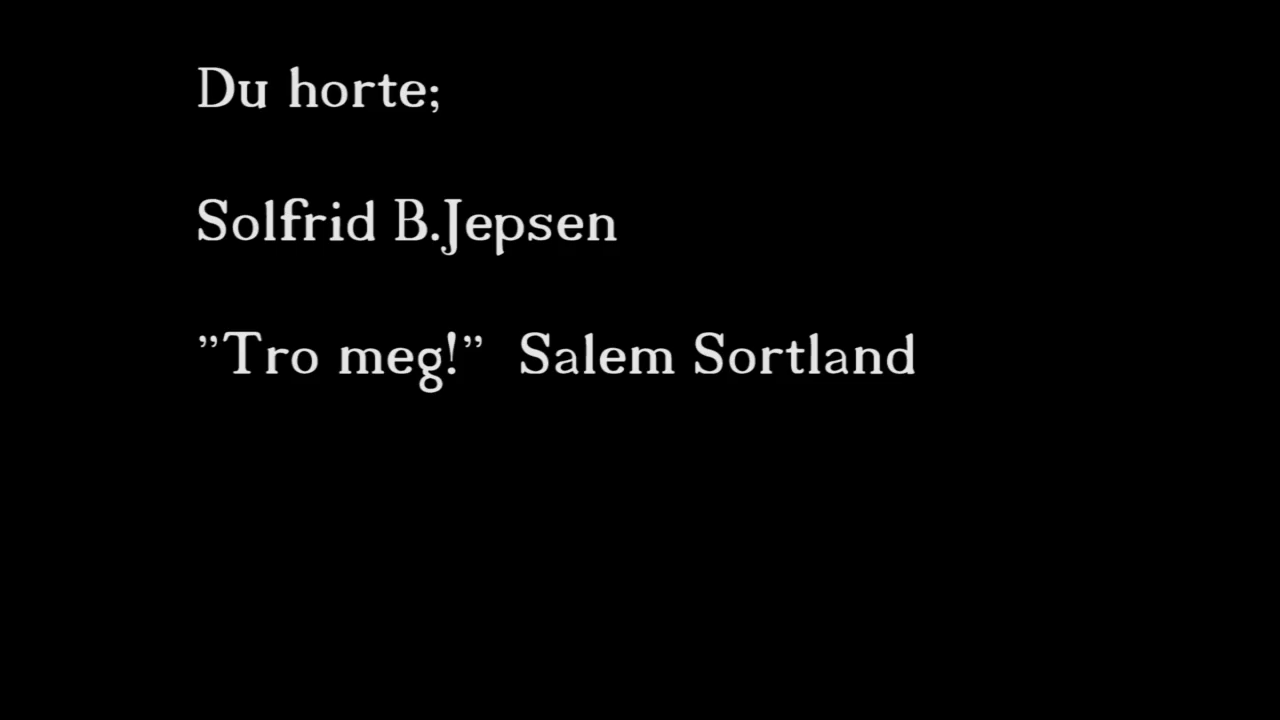 Du horte;
Solfrid B.Jepsen
”Tro meg!” Salem Sortland